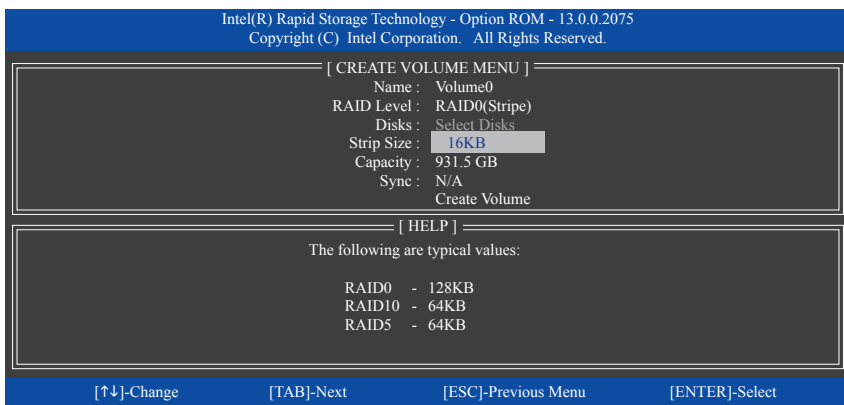 Intel(R) Rapid Storage Technology - Option ROM - 13.0.0.2075
Copyright (C) Intel Corporation. All Rights Reserved.
[ CREATE VOLUME MENU ]
Name : Volume0
RAID Level : RAID0(Stripe)
Disks : Select Disks
Strip Size : 16KB
Capacity : 931.5 GB
Sync : N/A
Create Volume
[ HELP ]
The following are typical values:
RAID0 - 128KB
RAID10 - 64KB
RAID5 - 64KB
[↑↓]-Change [TAB]-Next [ESC]-Previous Menu [ENTER]-Select